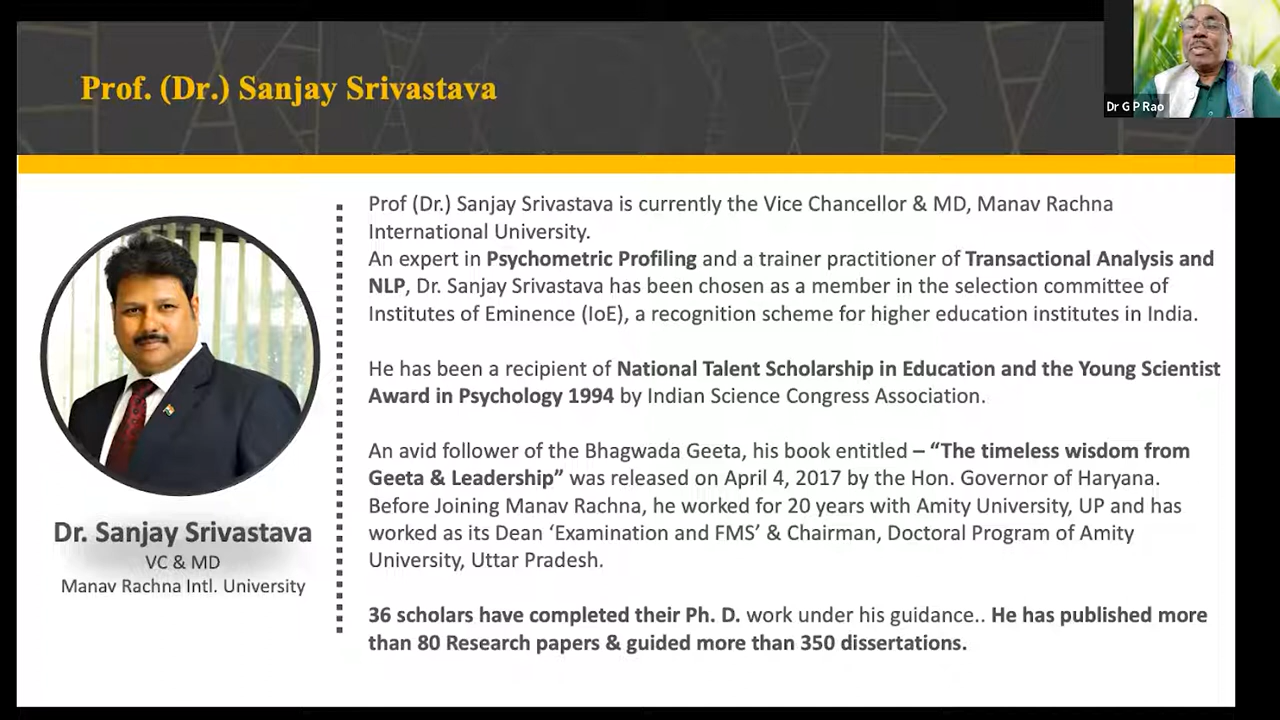 Prof. (Dr.) Sanjay Srivastava
Dr G P Rao
Prof (Dr.) Sanjay Srivastava is currently the Vice Chancellor & MD, Manav Rachna
International University.
An expert in Psychometric Profiling and a trainer practitioner of Transactional Analysis and
NLP, Dr. Sanjay Srivastava has been chosen as a member in the selection committee of
Institutes of Eminence (IoE), a recognition scheme for higher education institutes in India.
He has been a recipient of National Talent Scholarship in Education and the Young Scientist
Award in Psychology 1994 by Indian Science Congress Association.
An avid follower of the Bhagwada Geeta, his book entitled – “The timeless wisdom from
Geeta & Leadership” was released on April 4, 2017 by the Hon. Governor of Haryana.
Before Joining Manav Rachna, he worked for 20 years with Amity University, UP and has
worked as its Dean ‘Examination and FMS’ & Chairman, Doctoral Program of Amity
University, Uttar Pradesh.
36 scholars have completed their Ph. D. work under his guidance.. He has published more
than 80 Research papers & guided more than 350 dissertations.
Dr. Sanjay Srivastava
VC & MD
Manav Rachna Intl. University